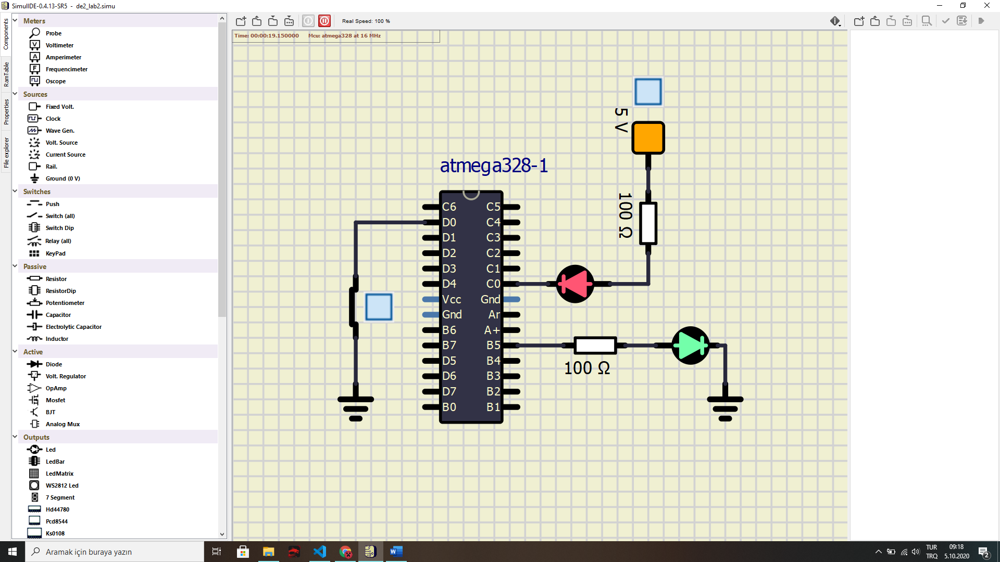 SimulIDE-0.4.13-SR5 - de2_lab2.simu
Components
RamTable
Properties
File explorer
Meters
Probe
Voltimeter
Amperimeter
Frequencimeter
Oscope
Sources
Fixed Volt.
Clock
Wave Gen.
Volt. Source
Current Source
Rail.
Ground (0 V)
Switches
Push
Switch (all)
Switch Dip
Relay (all)
KeyPad
Passive
Resistor
ResistorDip
Potentiometer
Capacitor
Electrolytic Capacitor
Inductor
Active
Diode
Volt. Regulator
OpAmp
Mosfet
BJT
Analog Mux
Outputs
Led
LedBar
LedMatrix
WS2812 Led
7 Segment
Hd44780
Pcd8544
Ks0108
Real Speed: 100 %
Time: 00:00:19.150000 Mcu: atmega328 at 16 MHz
5 V
atmega328-1
100 Ω
C6 C5
D0 C4
D1 C3
D2 C2
D3 C1
D4 C0
Vcc Gnd
Gnd Ar
B6 A+
B7 B5
D5 B4
D6 B3
D7 B2
B0 B1
100 Ω
Aramak için buraya yazın
TUR
TRQ
09:18
5.10.2020
2